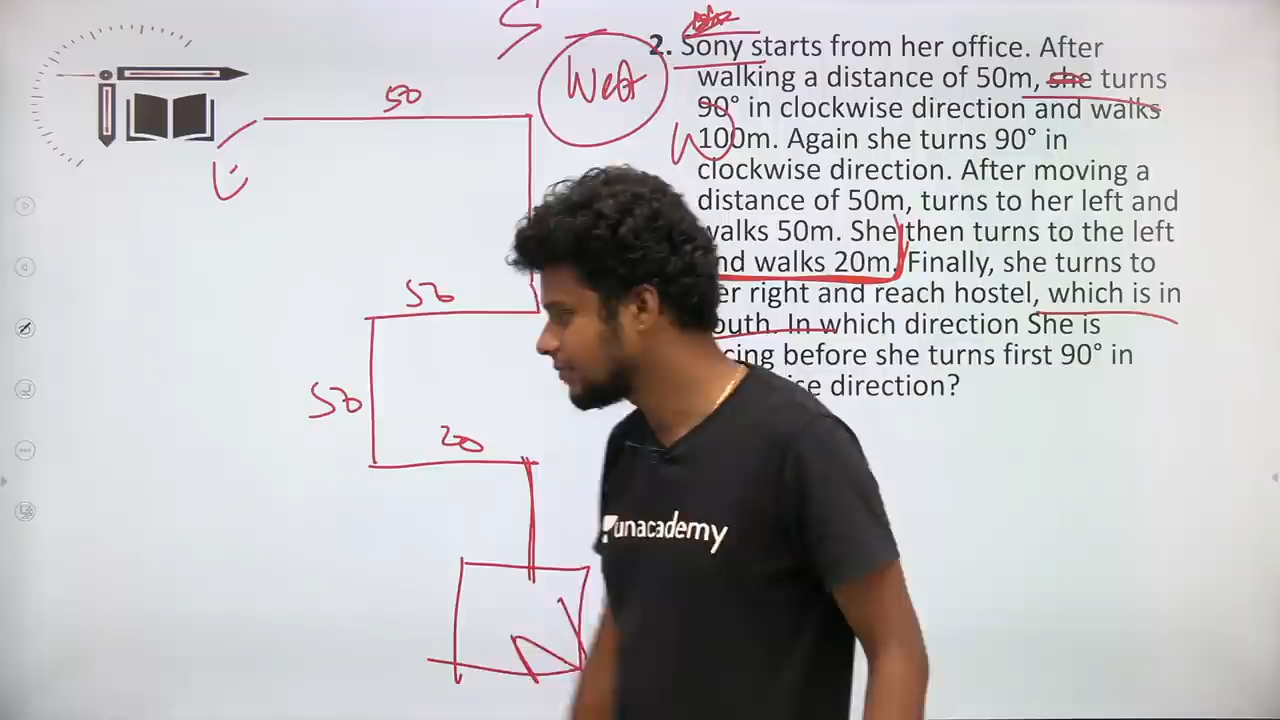 S
West
W
50
50
50
20
N
2. Sony starts from her office. After
walking a distance of 50m, she turns
90° in clockwise direction and walks
100m. Again she turns 90° in
clockwise direction. After moving a
distance of 50m, turns to her left and
walks 50m. She then turns to the left
nd walks 20m. Finally, she turns to
er right and reach hostel, which is in
outh. In which direction She is
cing before she turns first 90° in
se direction?
unacademy